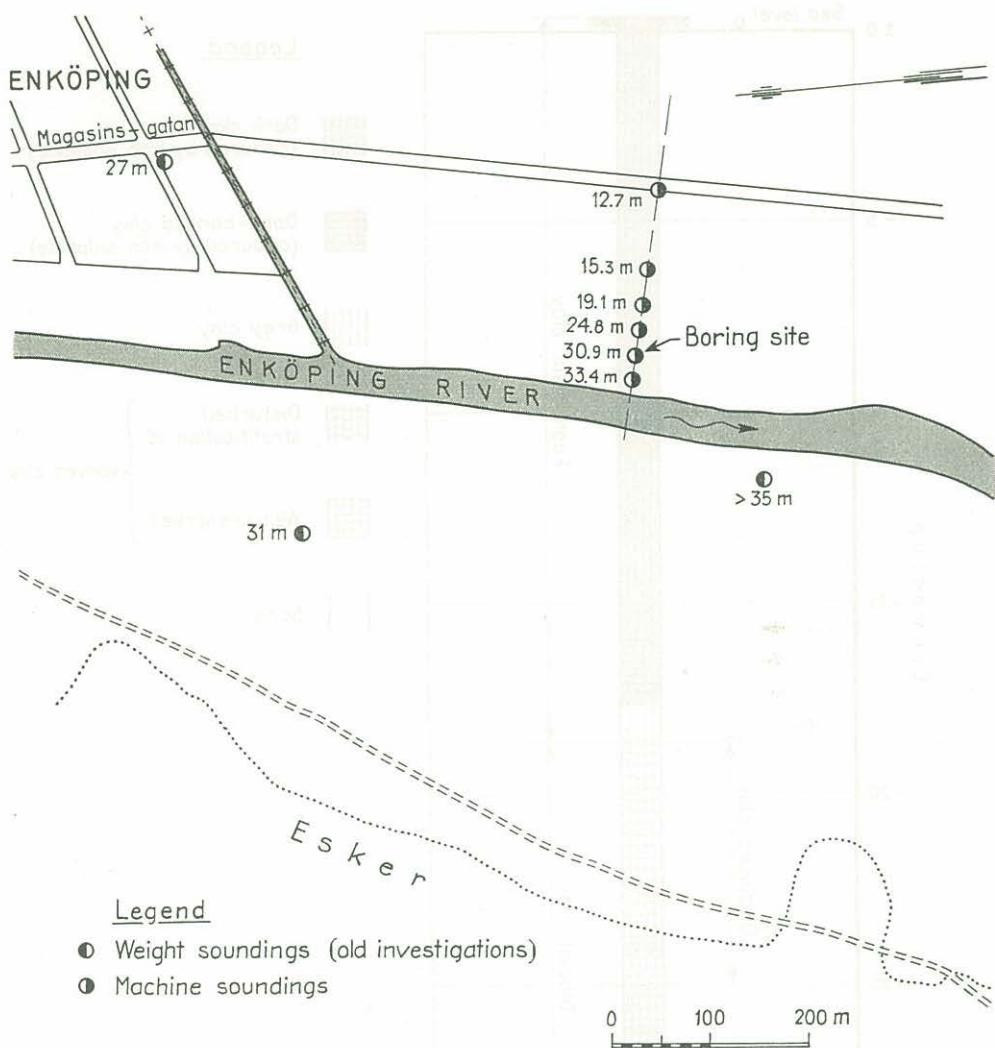 ENKÖPING
Magasins-gatan
27 m
12.7 m
15.3 m
19.1 m
24.8 m
30.9 m
Boring site
33.4 m
ENKÖPING RIVER
> 35 m
31 m
Esker
Legend
Weight soundings (old investigations)
Machine soundings
0 100 200 m